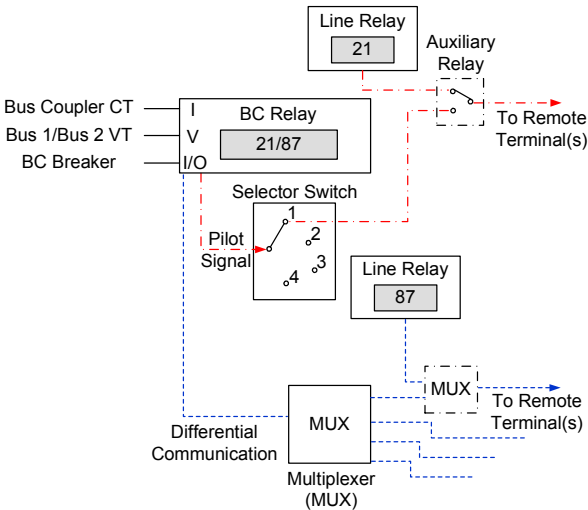 Line Relay
21
Auxiliary
Relay
To Remote
Terminal(s)
Bus Coupler CT
Bus 1/Bus 2 VT
BC Breaker
I
V
I/O
BC Relay
21/87
Selector Switch
1
2
3
4
Pilot
Signal
Line Relay
87
MUX
To Remote
Terminal(s)
MUX
Differential
Communication
Multiplexer
(MUX)